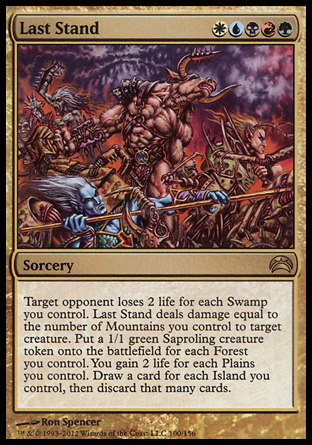 Last Stand
Sorcery
Target opponent loses 2 life for each Swamp
you control. Last Stand deals damage equal to
the number of Mountains you control to target
creature. Put a 1/1 green Saproling creature
token onto the battlefield for each Forest
you control. You gain 2 life for each Plains
you control. Draw a card for each Island you
control, then discard that many cards.
Ron Spencer
™ & © 1993-2012 Wizards of the Coast LLC 100/156